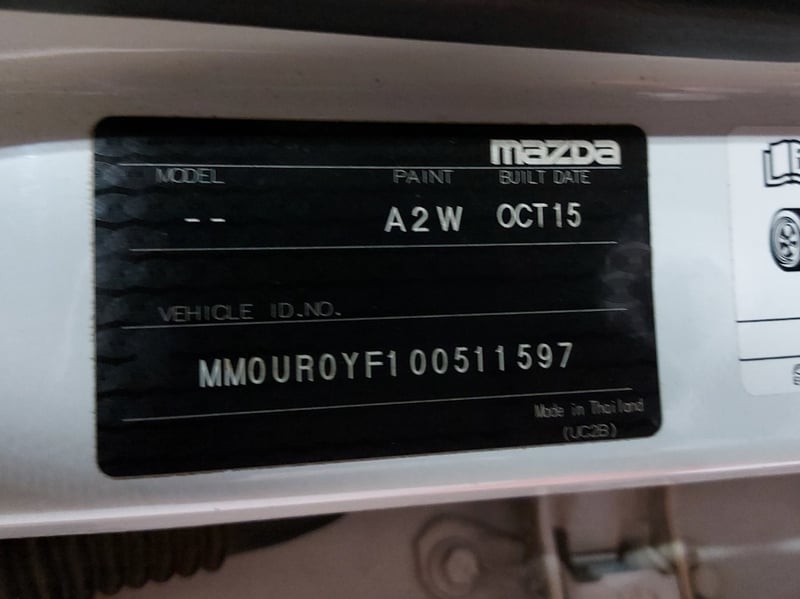 mazda
MODEL PAINT BUILT DATE
-- A2W OCT15
VEHICLE ID.NO.
MM0UR0YF100511597
Made in Thailand
(UC2B)